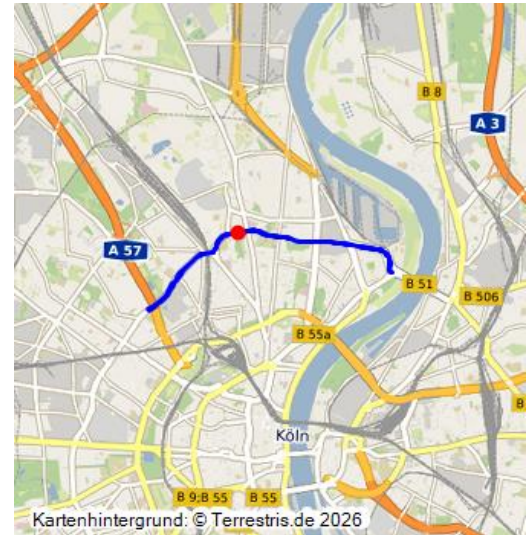 B 8
A 3
A 57
B 51
B 506
B 55a
B
Köln
B 9;B 55
B 55
Kartenhintergrund: © Terrestris.de 2026